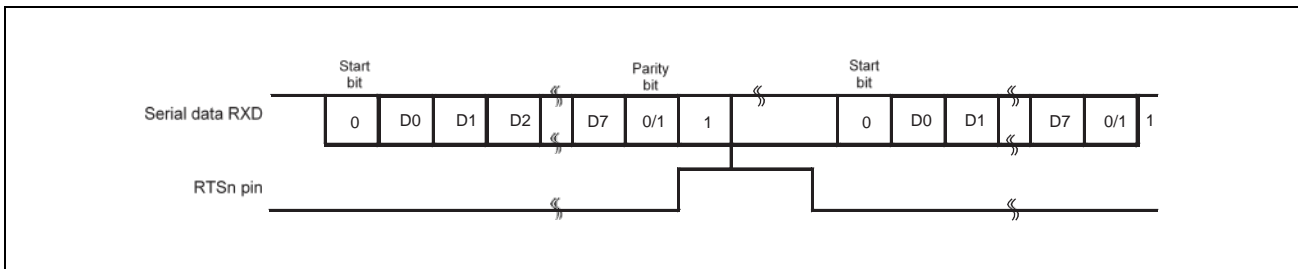 Start bit
Parity bit
Start bit
Serial data RXD
0 D0 D1 D2 D7 0/1 1 0 D0 D1 D7 0/1 1
RTSn pin